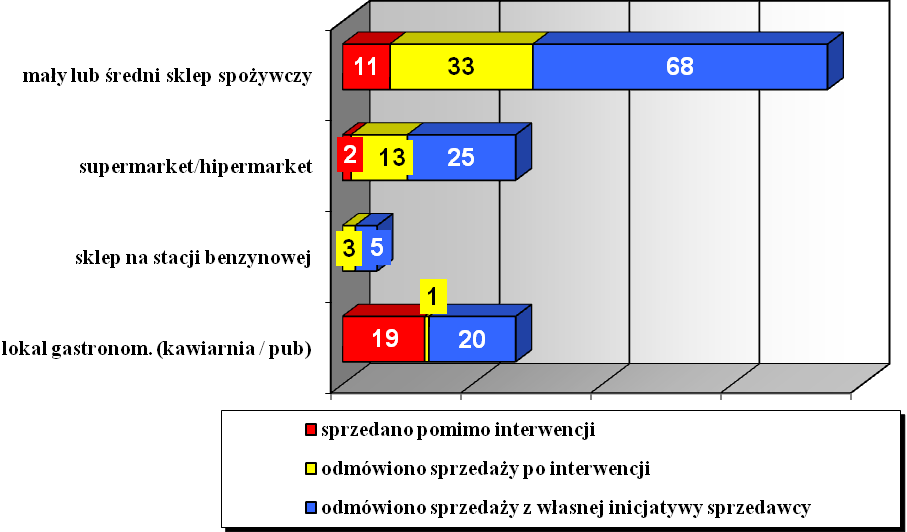 mały lub średni sklep spożywczy
11 33 68
supermarket/hipermarket
2 13 25
sklep na stacji benzynowej
3 5
lokal gastronom. (kawiarnia / pub)
19 1 20
sprzedano pomimo interwencji
odmówiono sprzedaży po interwencji
odmówiono sprzedaży z własnej inicjatywy sprzedawcy